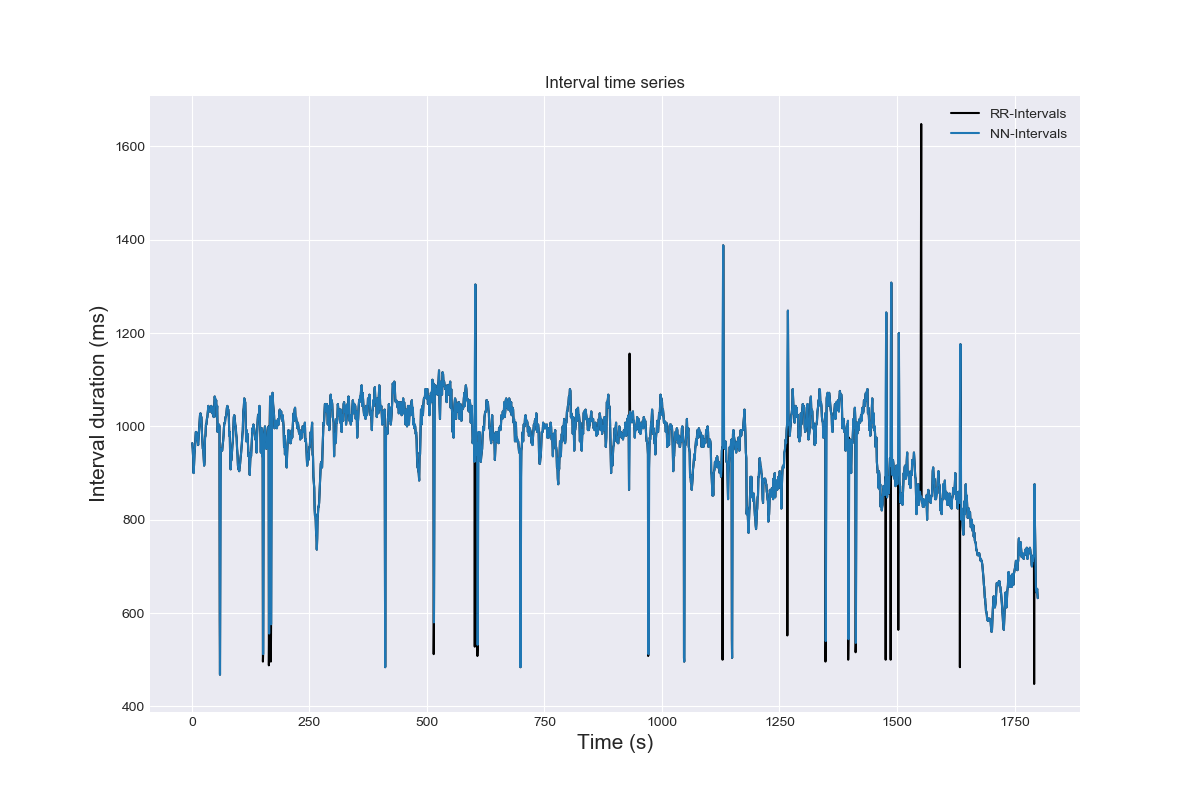 Interval time series
RR-Intervals
NN-Intervals
Interval duration (ms)
1600
1400
1200
1000
800
600
400
0 250 500 750 1000 1250 1500 1750
Time (s)